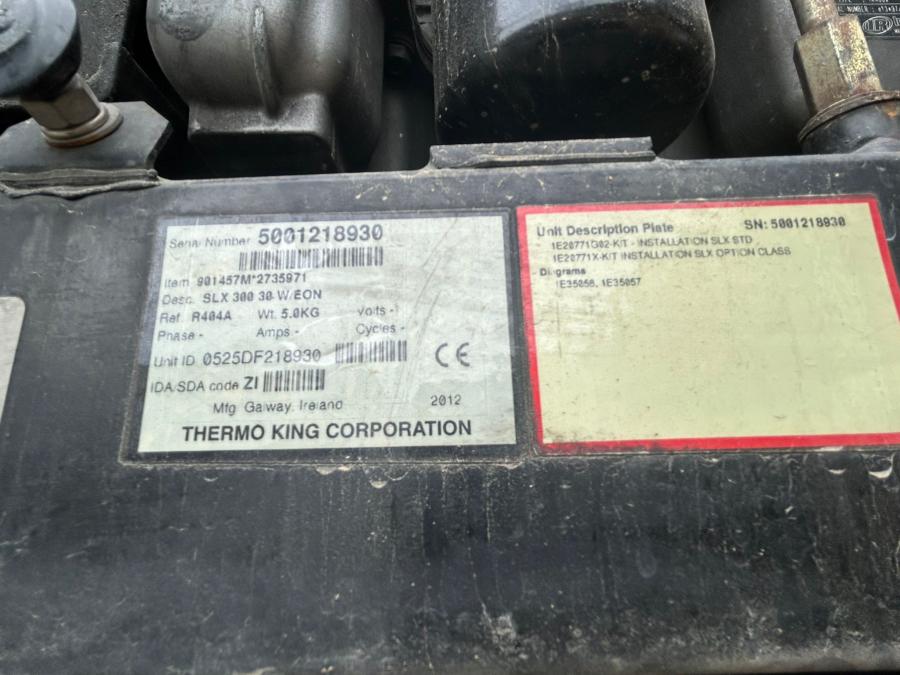 Serial Number 5001218930
Item 901457M*2735971
Desc. SLX 300 30 W/EON
Ref R404A Wt. 5.0KG Volts -
Phase - Amps - Cycles -
Unit ID 0525DF218930
CE
IDA/SDA code ZI
Mfg Galway, Ireland 2012
THERMO KING CORPORATION
Unit Description Plate SN: 5001218930
1E20771G02-KIT - INSTALLATION SLX STD
1E20771X-KIT INSTALLATION SLX OPTION CLASS
Diagrams
1E35056, 1E35057